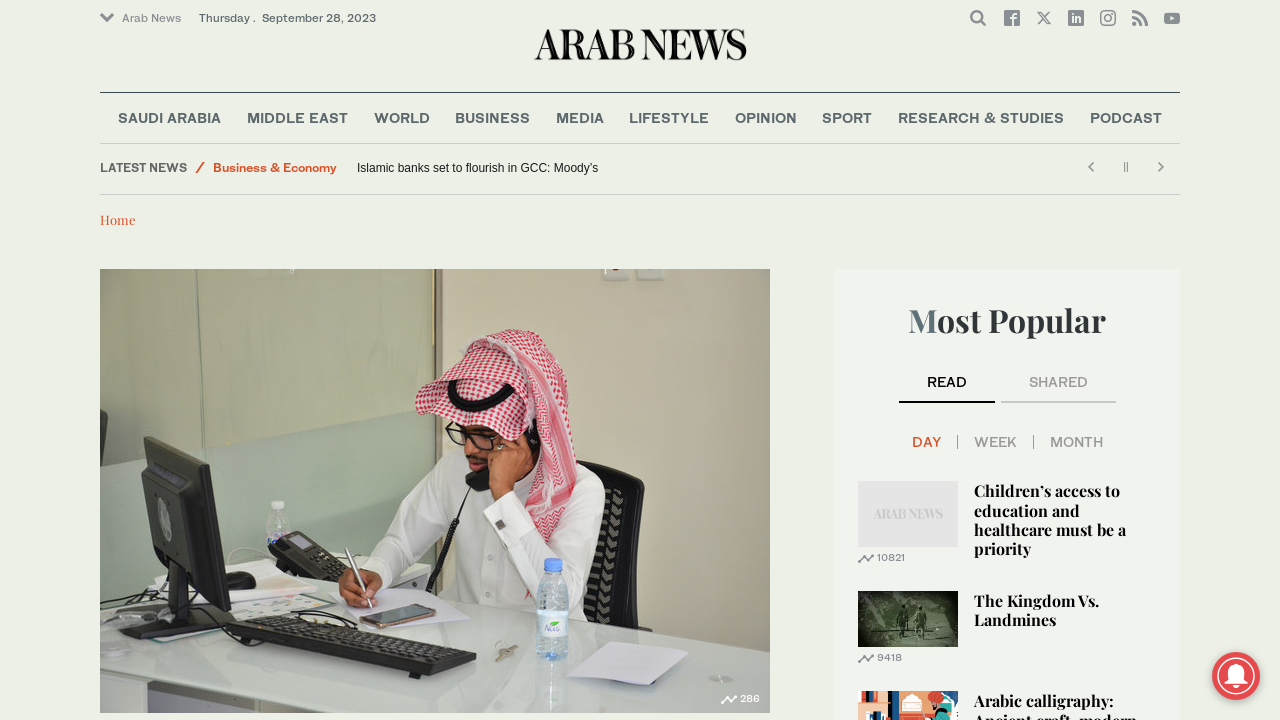 Arab News
Thursday . September 28, 2023
ARAB NEWS
SAUDI ARABIA
MIDDLE EAST
WORLD
BUSINESS
MEDIA
LIFESTYLE
OPINION
SPORT
RESEARCH & STUDIES
PODCAST
LATEST NEWS / Business & Economy
Islamic banks set to flourish in GCC: Moody’s
Home
286
Most Popular
READ
SHARED
DAY
WEEK
MONTH
ARAB NEWS
10821
Children’s access to
education and
healthcare must be a
priority
The Kingdom Vs.
Landmines
9418
Arabic calligraphy:
Ancient craft, modern